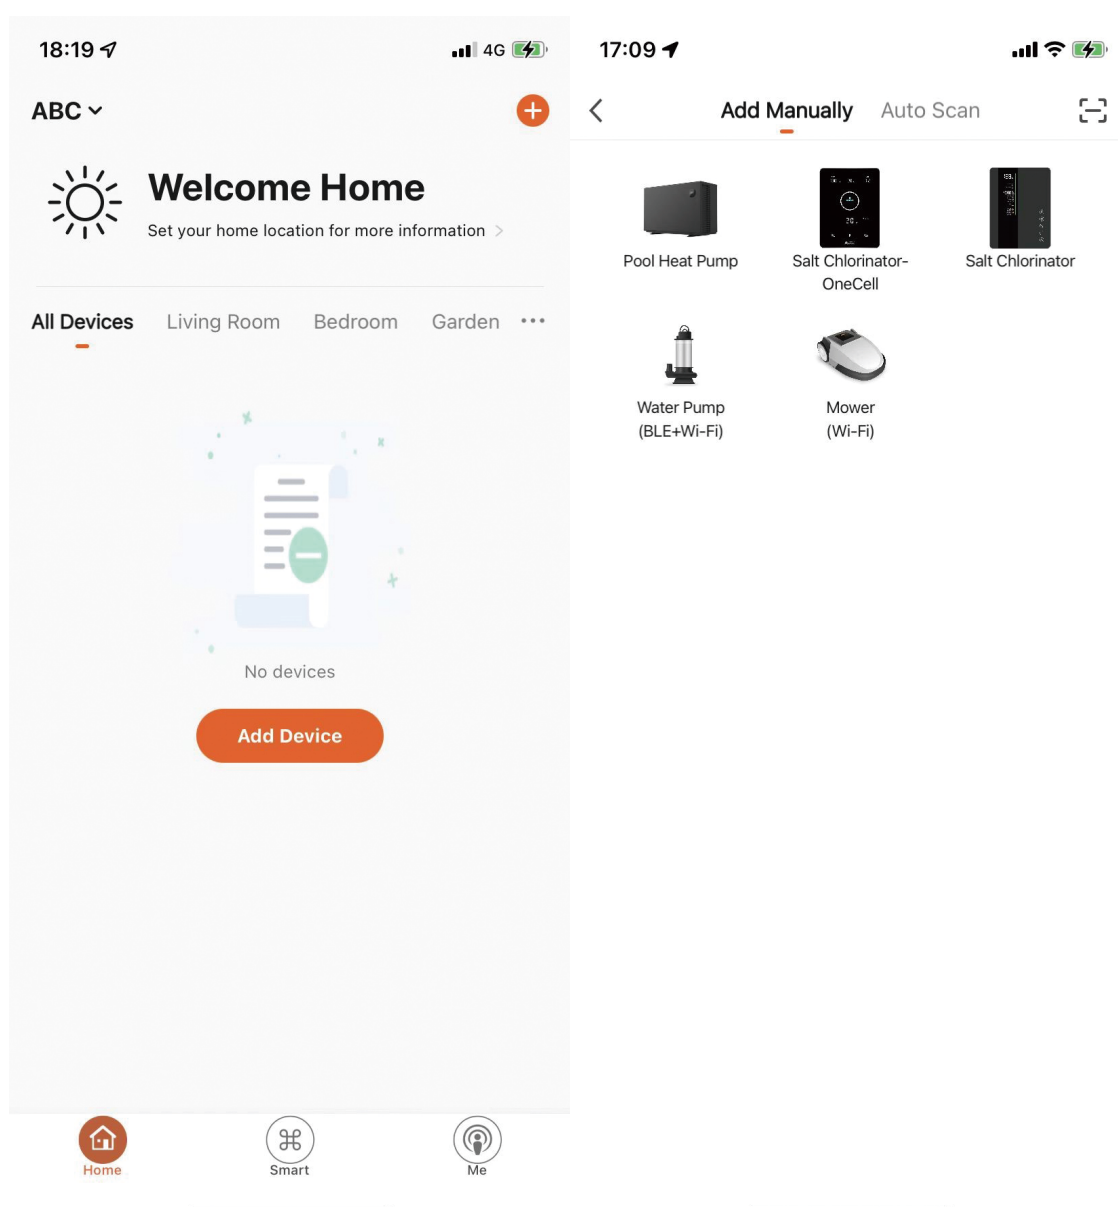 18:19
4G
ABC
Welcome Home
Set your home location for more information
All Devices
Living Room
Bedroom
Garden
No devices
Add Device
Home
Smart
Me
17:09
Add Manually
Auto Scan
Pool Heat Pump
Salt Chlorinator-
OneCell
Salt Chlorinator
Water Pump
(BLE+Wi-Fi)
Mower
(Wi-Fi)